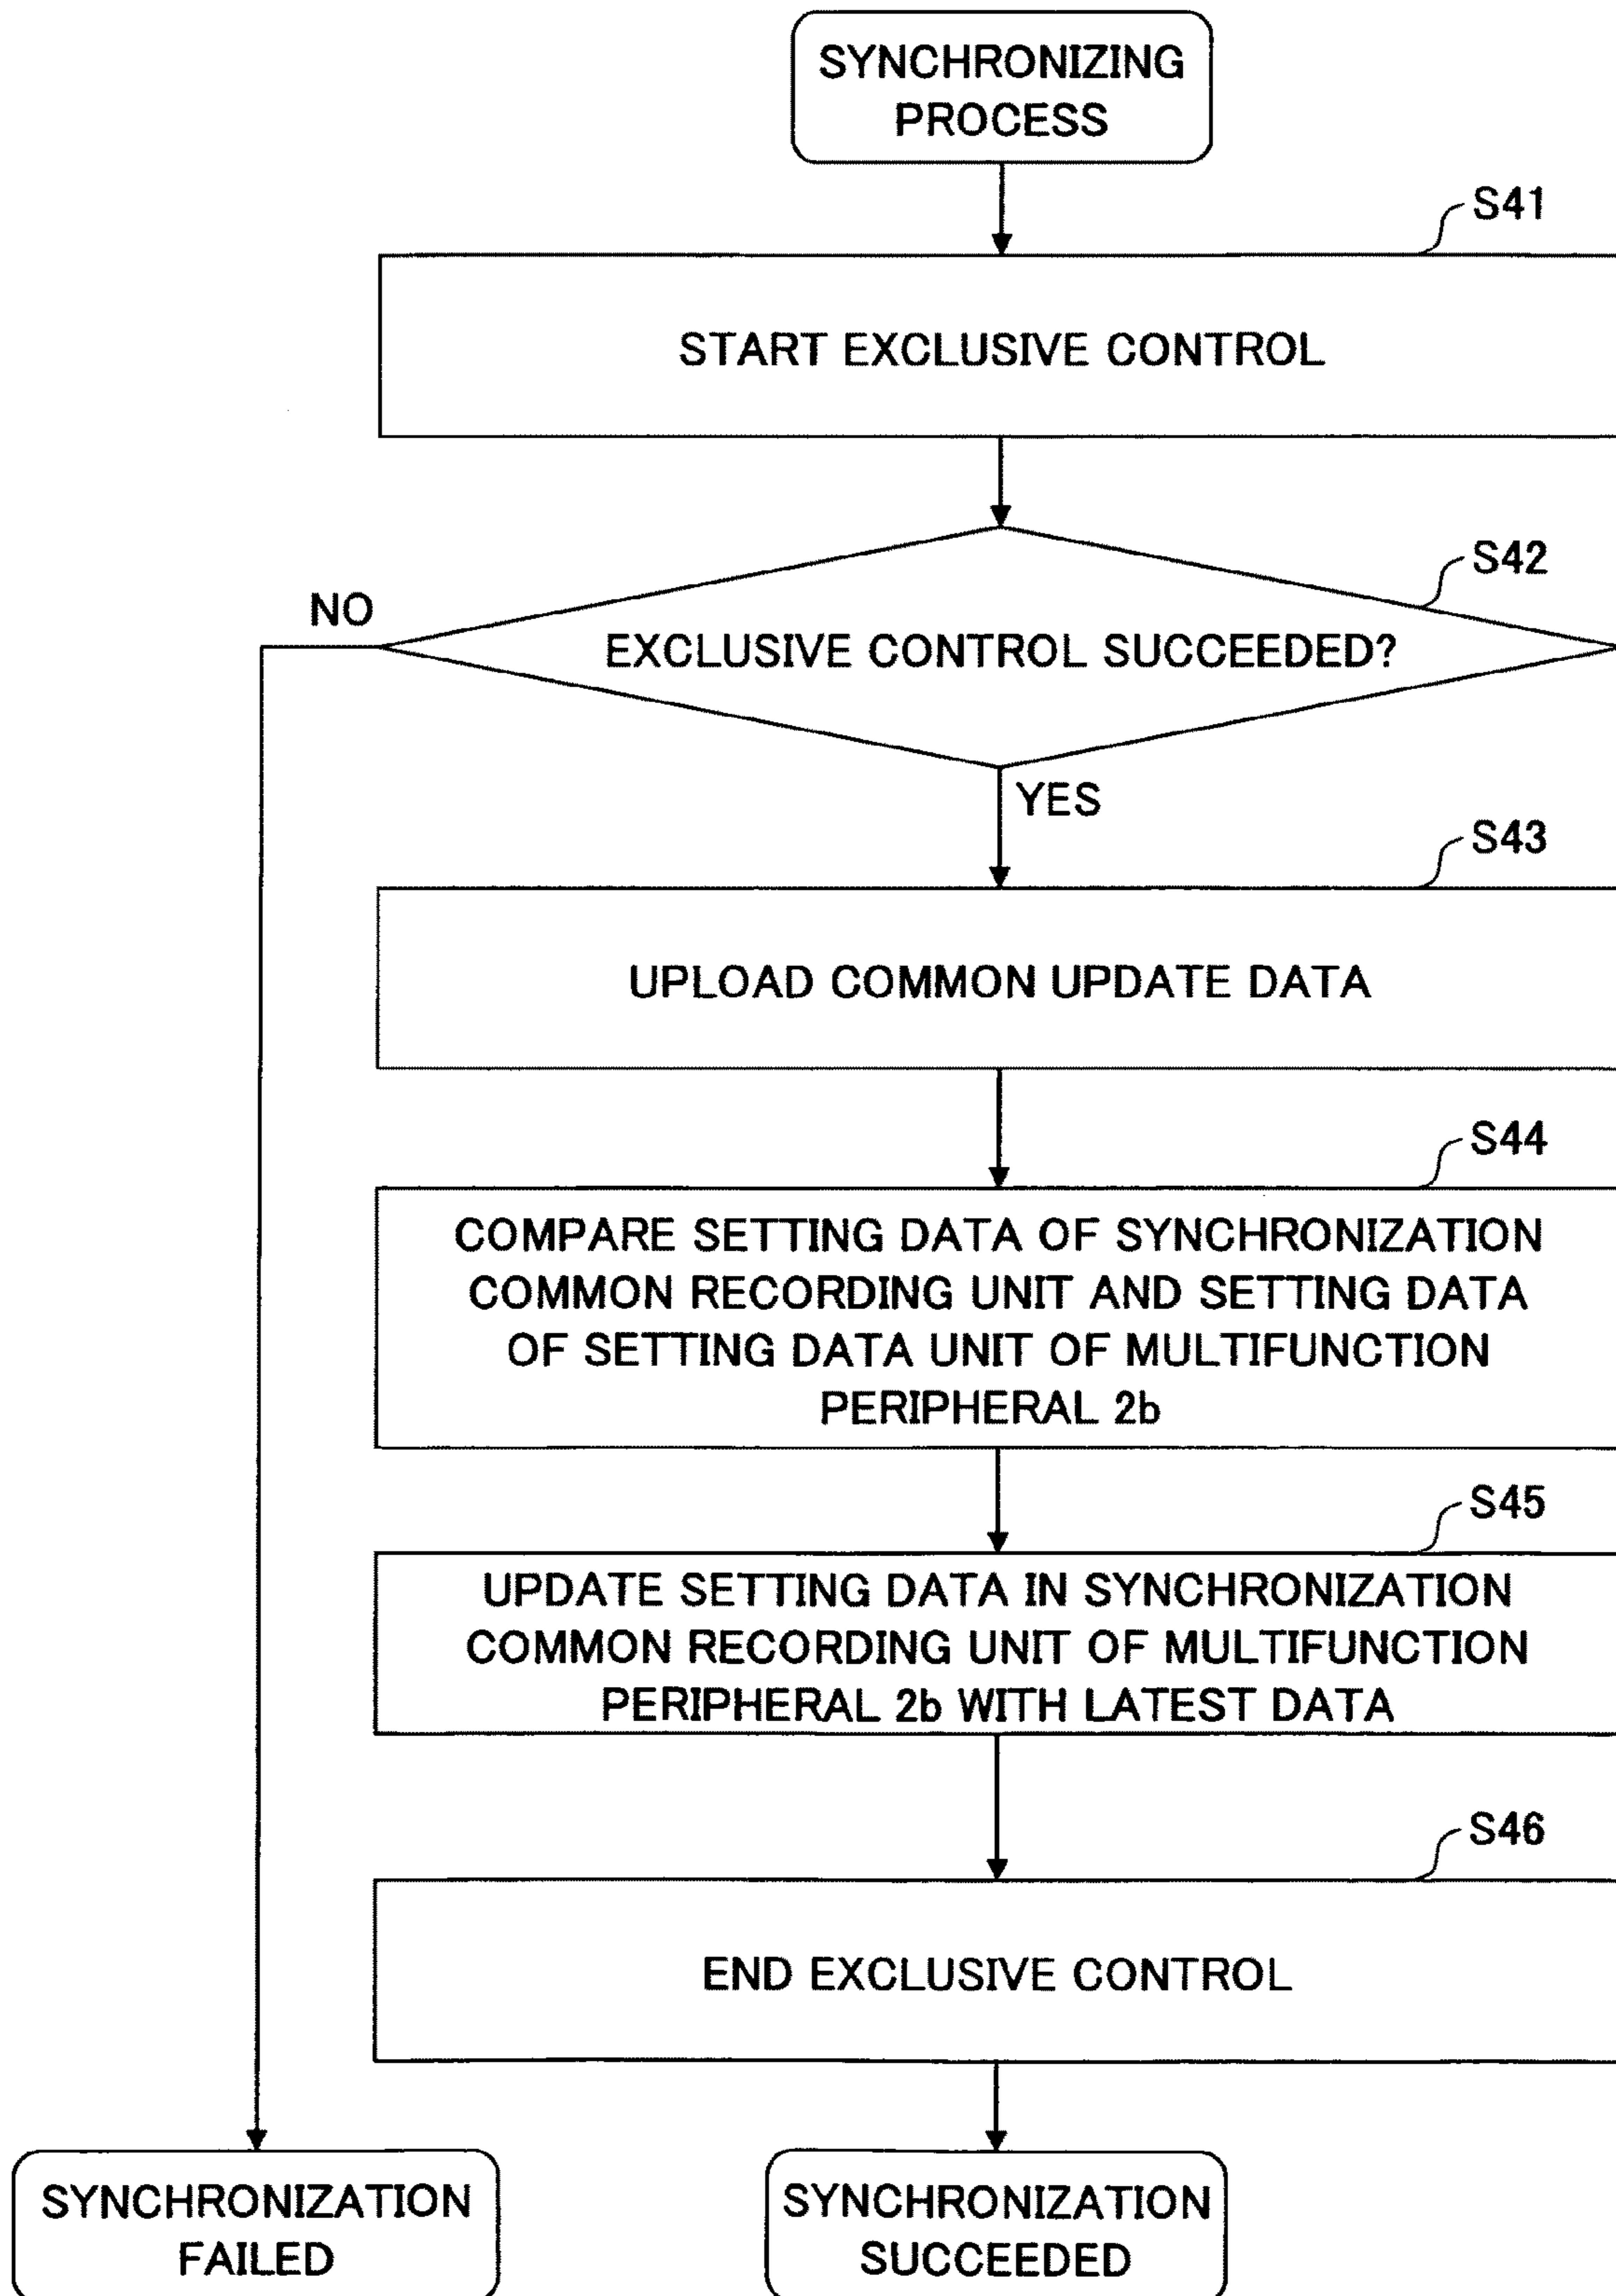 SYNCHRONIZING
PROCESS
S41
START EXCLUSIVE CONTROL
S42
NO
EXCLUSIVE CONTROL SUCCEEDED?
YES
S43
UPLOAD COMMON UPDATE DATA
S44
COMPARE SETTING DATA OF SYNCHRONIZATION
COMMON RECORDING UNIT AND SETTING DATA
OF SETTING DATA UNIT OF MULTIFUNCTION
PERIPHERAL 2b
S45
UPDATE SETTING DATA IN SYNCHRONIZATION
COMMON RECORDING UNIT OF MULTIFUNCTION
PERIPHERAL 2b WITH LATEST DATA
S46
END EXCLUSIVE CONTROL
SYNCHRONIZATION
FAILED
SYNCHRONIZATION
SUCCEEDED